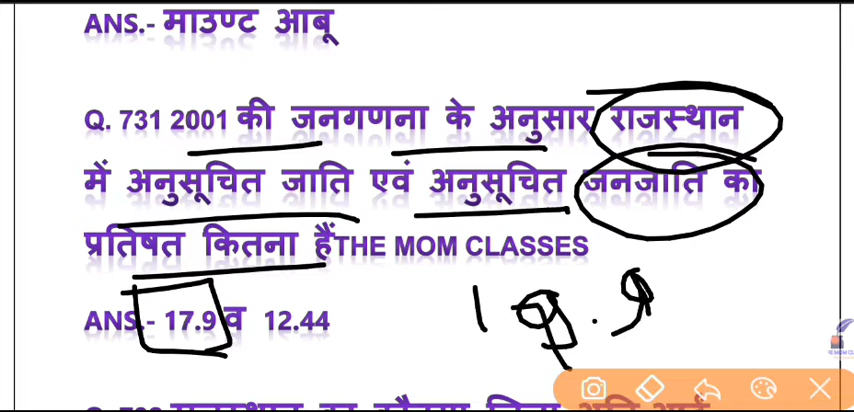 ANS.- माउण्ट आबू
Q. 731 2001 की जनगणना के अनुसार राजस्थान
में अनुसूचित जाति एवं अनुसूचित जनजाति का
प्रतिषत कितना हैंTHE MOM CLASSES
ANS.- 17.9 व 12.44